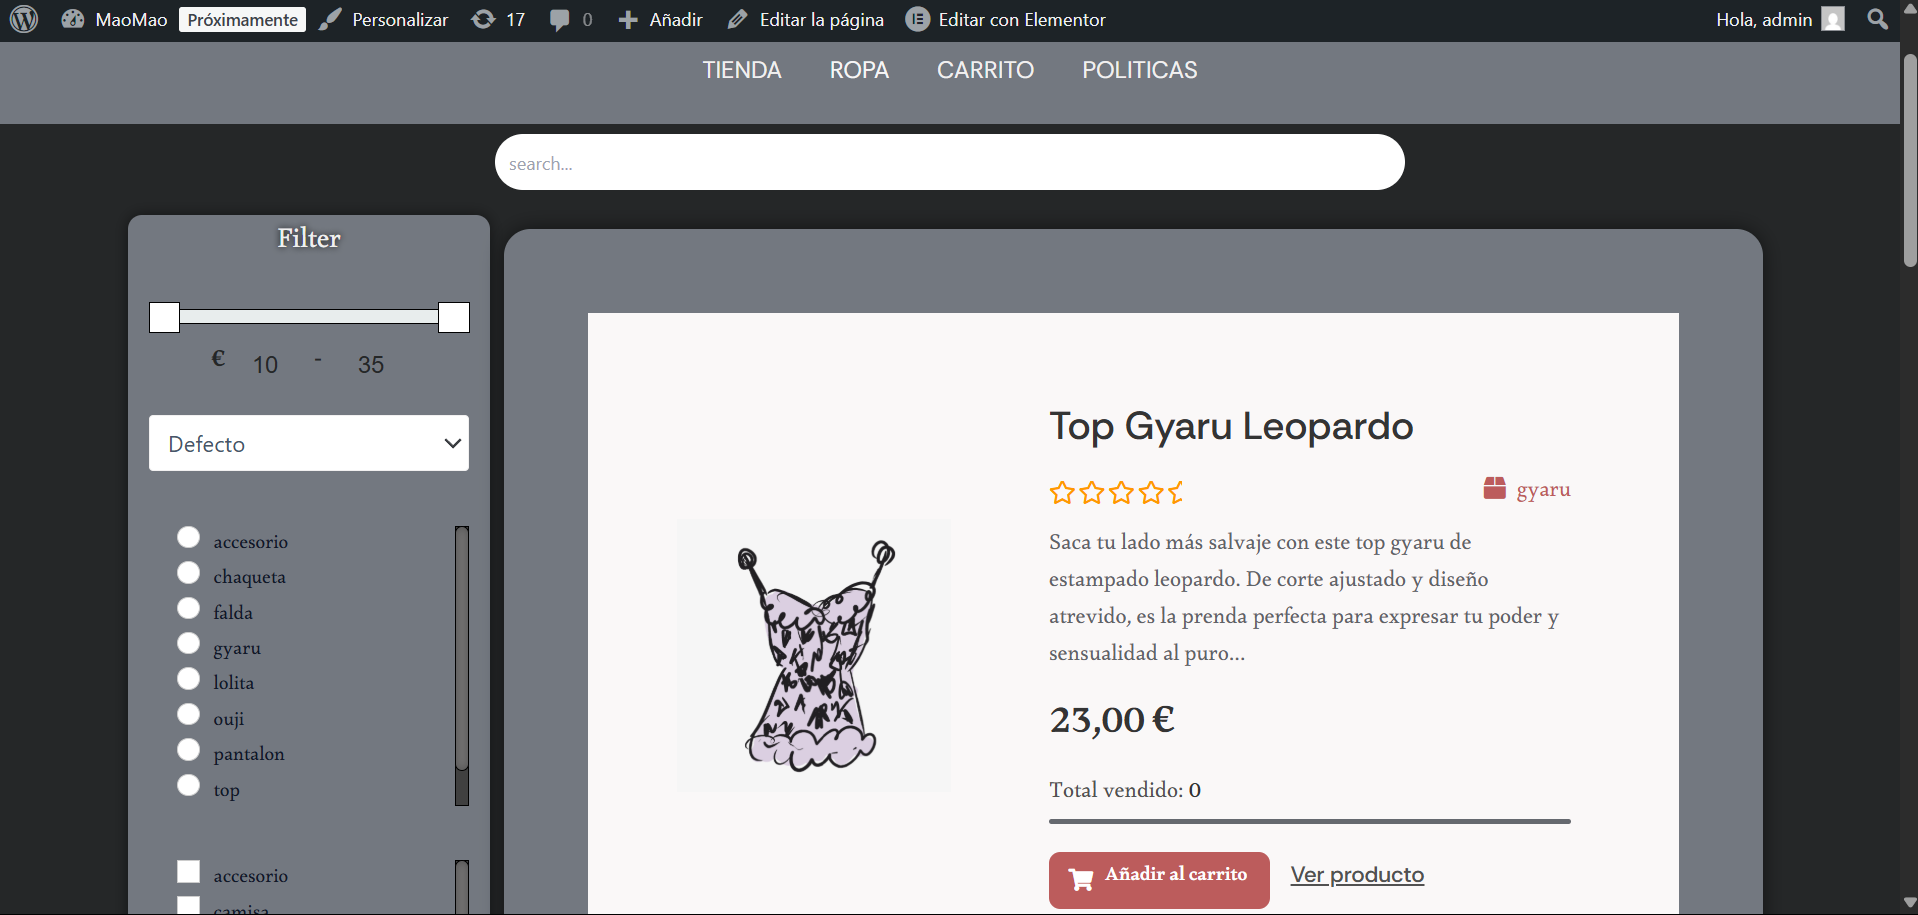 MaoMao Próximamente Personalizar 17 0 Añadir Editar la página Editar con Elementor Hola, admin
TIENDA ROPA CARRITO POLITICAS
search...
Filter
€ 10 - 35
Defecto
accesorio
chaqueta
falda
gyaru
lolita
ouji
pantalon
top
accesorio
camisa
Top Gyaru Leopardo
gyaru
Saca tu lado más salvaje con este top gyaru de
estampado leopardo. De corte ajustado y diseño
atrevido, es la prenda perfecta para expresar tu poder y
sensualidad al puro...
23,00 €
Total vendido: 0
Añadir al carrito Ver producto